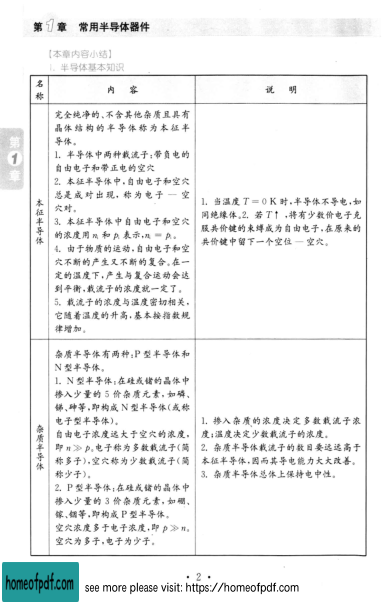 第1章 常用半导体器件
【本章内容小结】
1. 半导体基本知识
名称
内 容
说 明
第
1
章
本征半导体
完全纯净的、不含其他杂质且具有
晶体结构的半导体称为本征半
导体。
1. 半导体中两种载流子:带负电的
自由电子和带正电的空穴
2. 本征半导体中,自由电子和空穴
总是成对出现,称为电子 — 空
穴对。
3. 本征半导体中自由电子和空穴
的浓度用 nᵢ 和 pᵢ 表示,nᵢ = pᵢ。
4. 由于物质的运动,自由电子和空
穴不断的产生又不断的复合。在一
定的温度下,产生与复合运动会达
到平衡,载流子的浓度就一定了。
5. 载流子的浓度与温度密切相关,
它随着温度的升高,基本按指数规
律增加。
1. 当温度 T = 0 K 时,半导体不导电,如
同绝缘体。2. 若 T↑,将有少数价电子克
服共价键的束缚成为自由电子,在原来的
共价键中留下一个空位 — 空穴。
杂质半导体
杂质半导体有两种:P 型半导体和
N 型半导体。
1. N 型半导体:在硅或锗的晶体中
掺入少量的 5 价杂质元素,如磷、
锑、砷等,即构成 N 型半导体(或称
电子型半导体)。
自由电子浓度远大于空穴的浓度,
即 n ≫ p。电子称为多数载流子(简
称多子),空穴称为少数载流子(简
称少子)。
2. P 型半导体:在硅或锗的晶体中
掺入少量的 3 价杂质元素,如硼、
镓、铟等,即构成 P 型半导体。
空穴浓度多于电子浓度,即 p ≫ n。
空穴为多子,电子为少子。
1. 掺入杂质的浓度决定多数载流子浓
度;温度决定少数载流子的浓度。
2. 杂质半导体载流子的数目要远远高于
本征半导体,因而其导电能力大大改善。
3. 杂质半导体总体上保持电中性。
· 2 ·
homeofpdf.com
see more please visit: https://homeofpdf.com